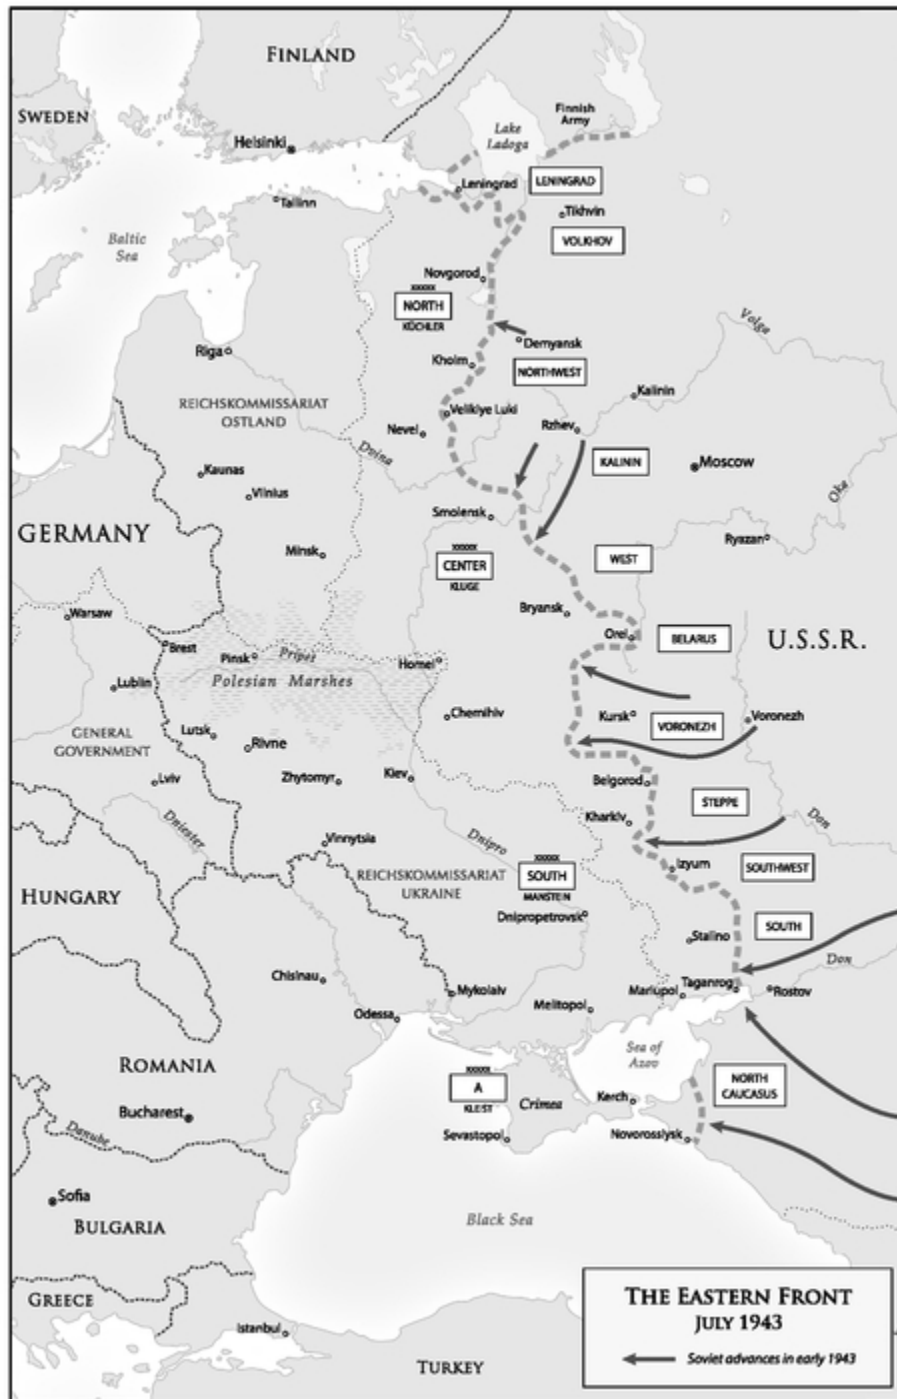 FINLAND
SWEDEN
Finnish
Army
Lake
Ladoga
Helsinki
Leningrad
LENINGRAD
Tallinn
Tikhvin
VOLKHOV
Baltic
Sea
Novgorod
XXXXX
NORTH
KÜCHLER
Volga
Demyansk
Riga
Kholm
NORTHWEST
Kalinin
REICHSKOMMISSARIAT
OSTLAND
Velikiye Luki
Nevel
Rzhev
Dvina
KALININ
Moscow
Kaunas
Vilnius
Oka
Smolensk
GERMANY
Ryazan
Minsk
XXXXX
CENTER
KLUGE
WEST
Warsaw
Bryansk
Orel
BELARUS
U.S.S.R.
Brest
Pinsk
Pripet
Homel
Polesian Marshes
Lublin
Chernihiv
Kursk
VORONEZH
Voronezh
GENERAL
GOVERNMENT
Lutsk
Rivne
Lviv
Zhytomyr
Kiev
Belgorod
STEPPE
Don
Dniester
Kharkiv
Vinnytsia
Dnipro
Izyum
SOUTHWEST
HUNGARY
REICHSKOMMISSARIAT
UKRAINE
XXXXX
SOUTH
MANSTEIN
Dnipropetrovsk
SOUTH
Stalino
Don
Chisinau
Mykolaiv
Mariupol
Taganrog
Rostov
Melitopol
Odessa
Sea of
Azov
ROMANIA
XXXXX
A
KLEIST
NORTH
CAUCASUS
Crimea
Kerch
Bucharest
Danube
Sevastopol
Novorossiysk
Sofia
BULGARIA
Black Sea
GREECE
Istanbul
TURKEY
THE EASTERN FRONT
JULY 1943
Soviet advances in early 1943